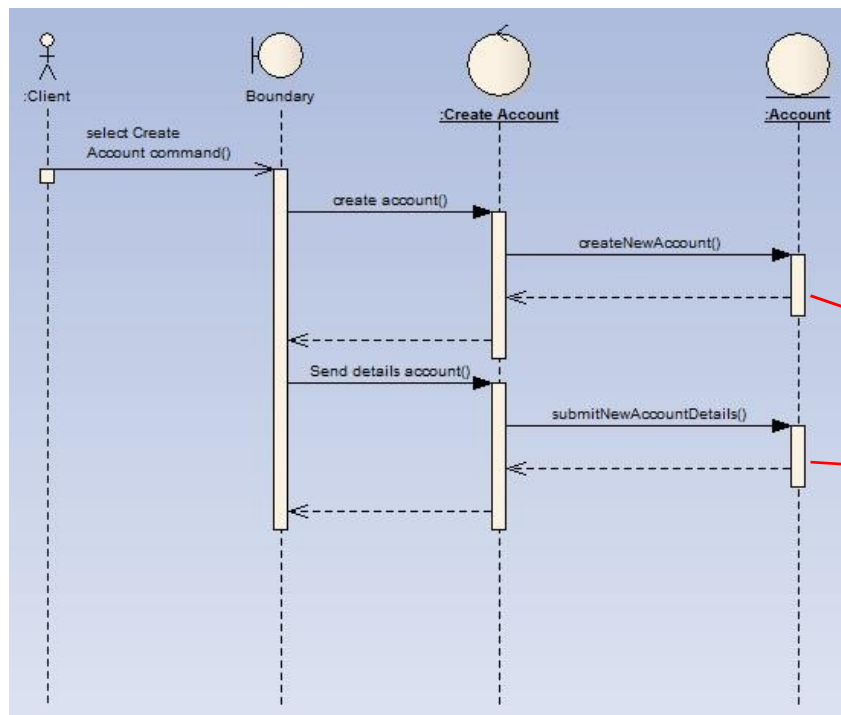 :Client
Boundary
:Create Account
:Account
select Create
Account command()
create account()
createNewAccount()
Send details account()
submitNewAccountDetails()